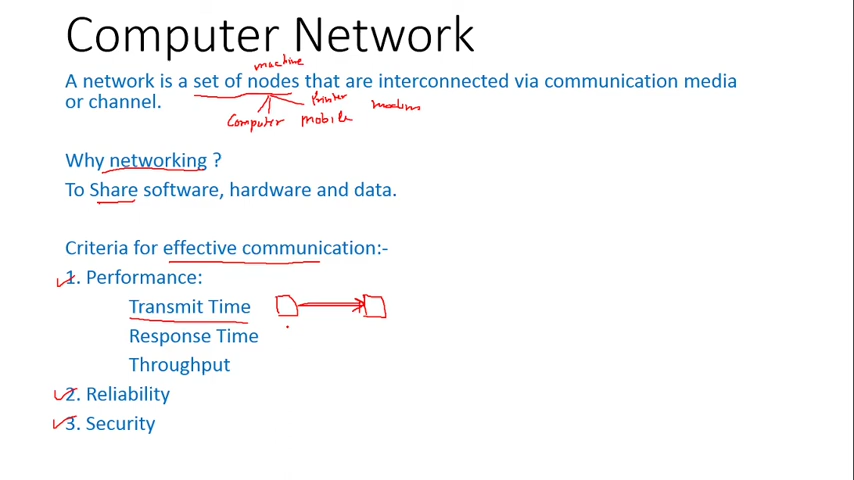 Computer Network
machine
A network is a set of nodes that are interconnected via communication media
or channel.
Printer
modem
Computer mobile
Why networking ?
To Share software, hardware and data.
Criteria for effective communication:-
1. Performance:
Transmit Time
Response Time
Throughput
2. Reliability
3. Security